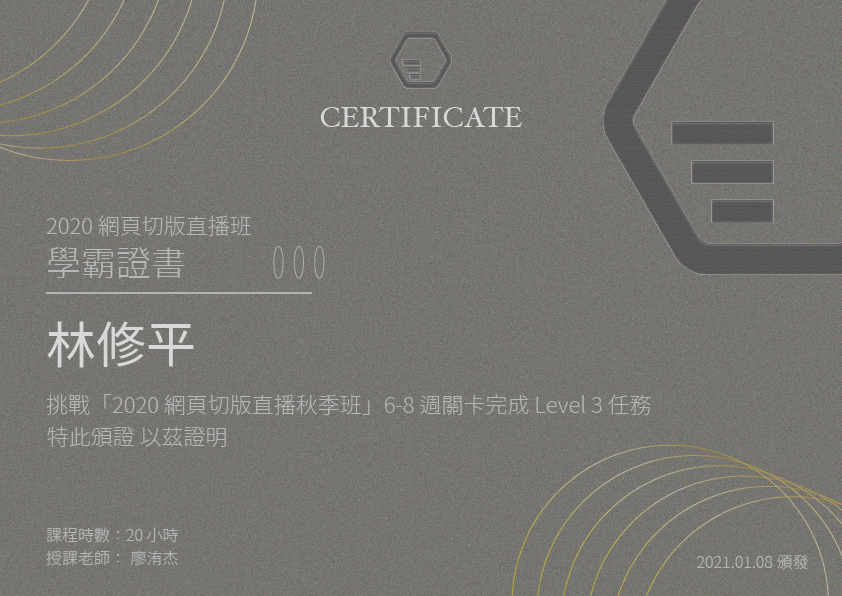 CERTIFICATE
2020 網頁切版直播班
學霸證書 000
林修平
挑戰「2020 網頁切版直播秋季班」6-8 週關卡完成 Level 3 任務
特此頒證 以茲證明
課程時數：20 小時
授課老師： 廖洧杰
2021.01.08 頒發